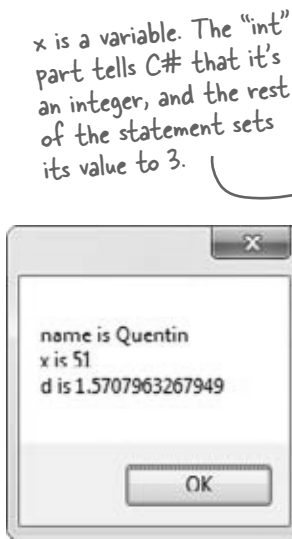 x is a variable. The “int”
part tells C# that it’s
an integer, and the rest
of the statement sets
its value to 3.
x
name is Quentin
x is 51
d is 1.5707963267949
OK